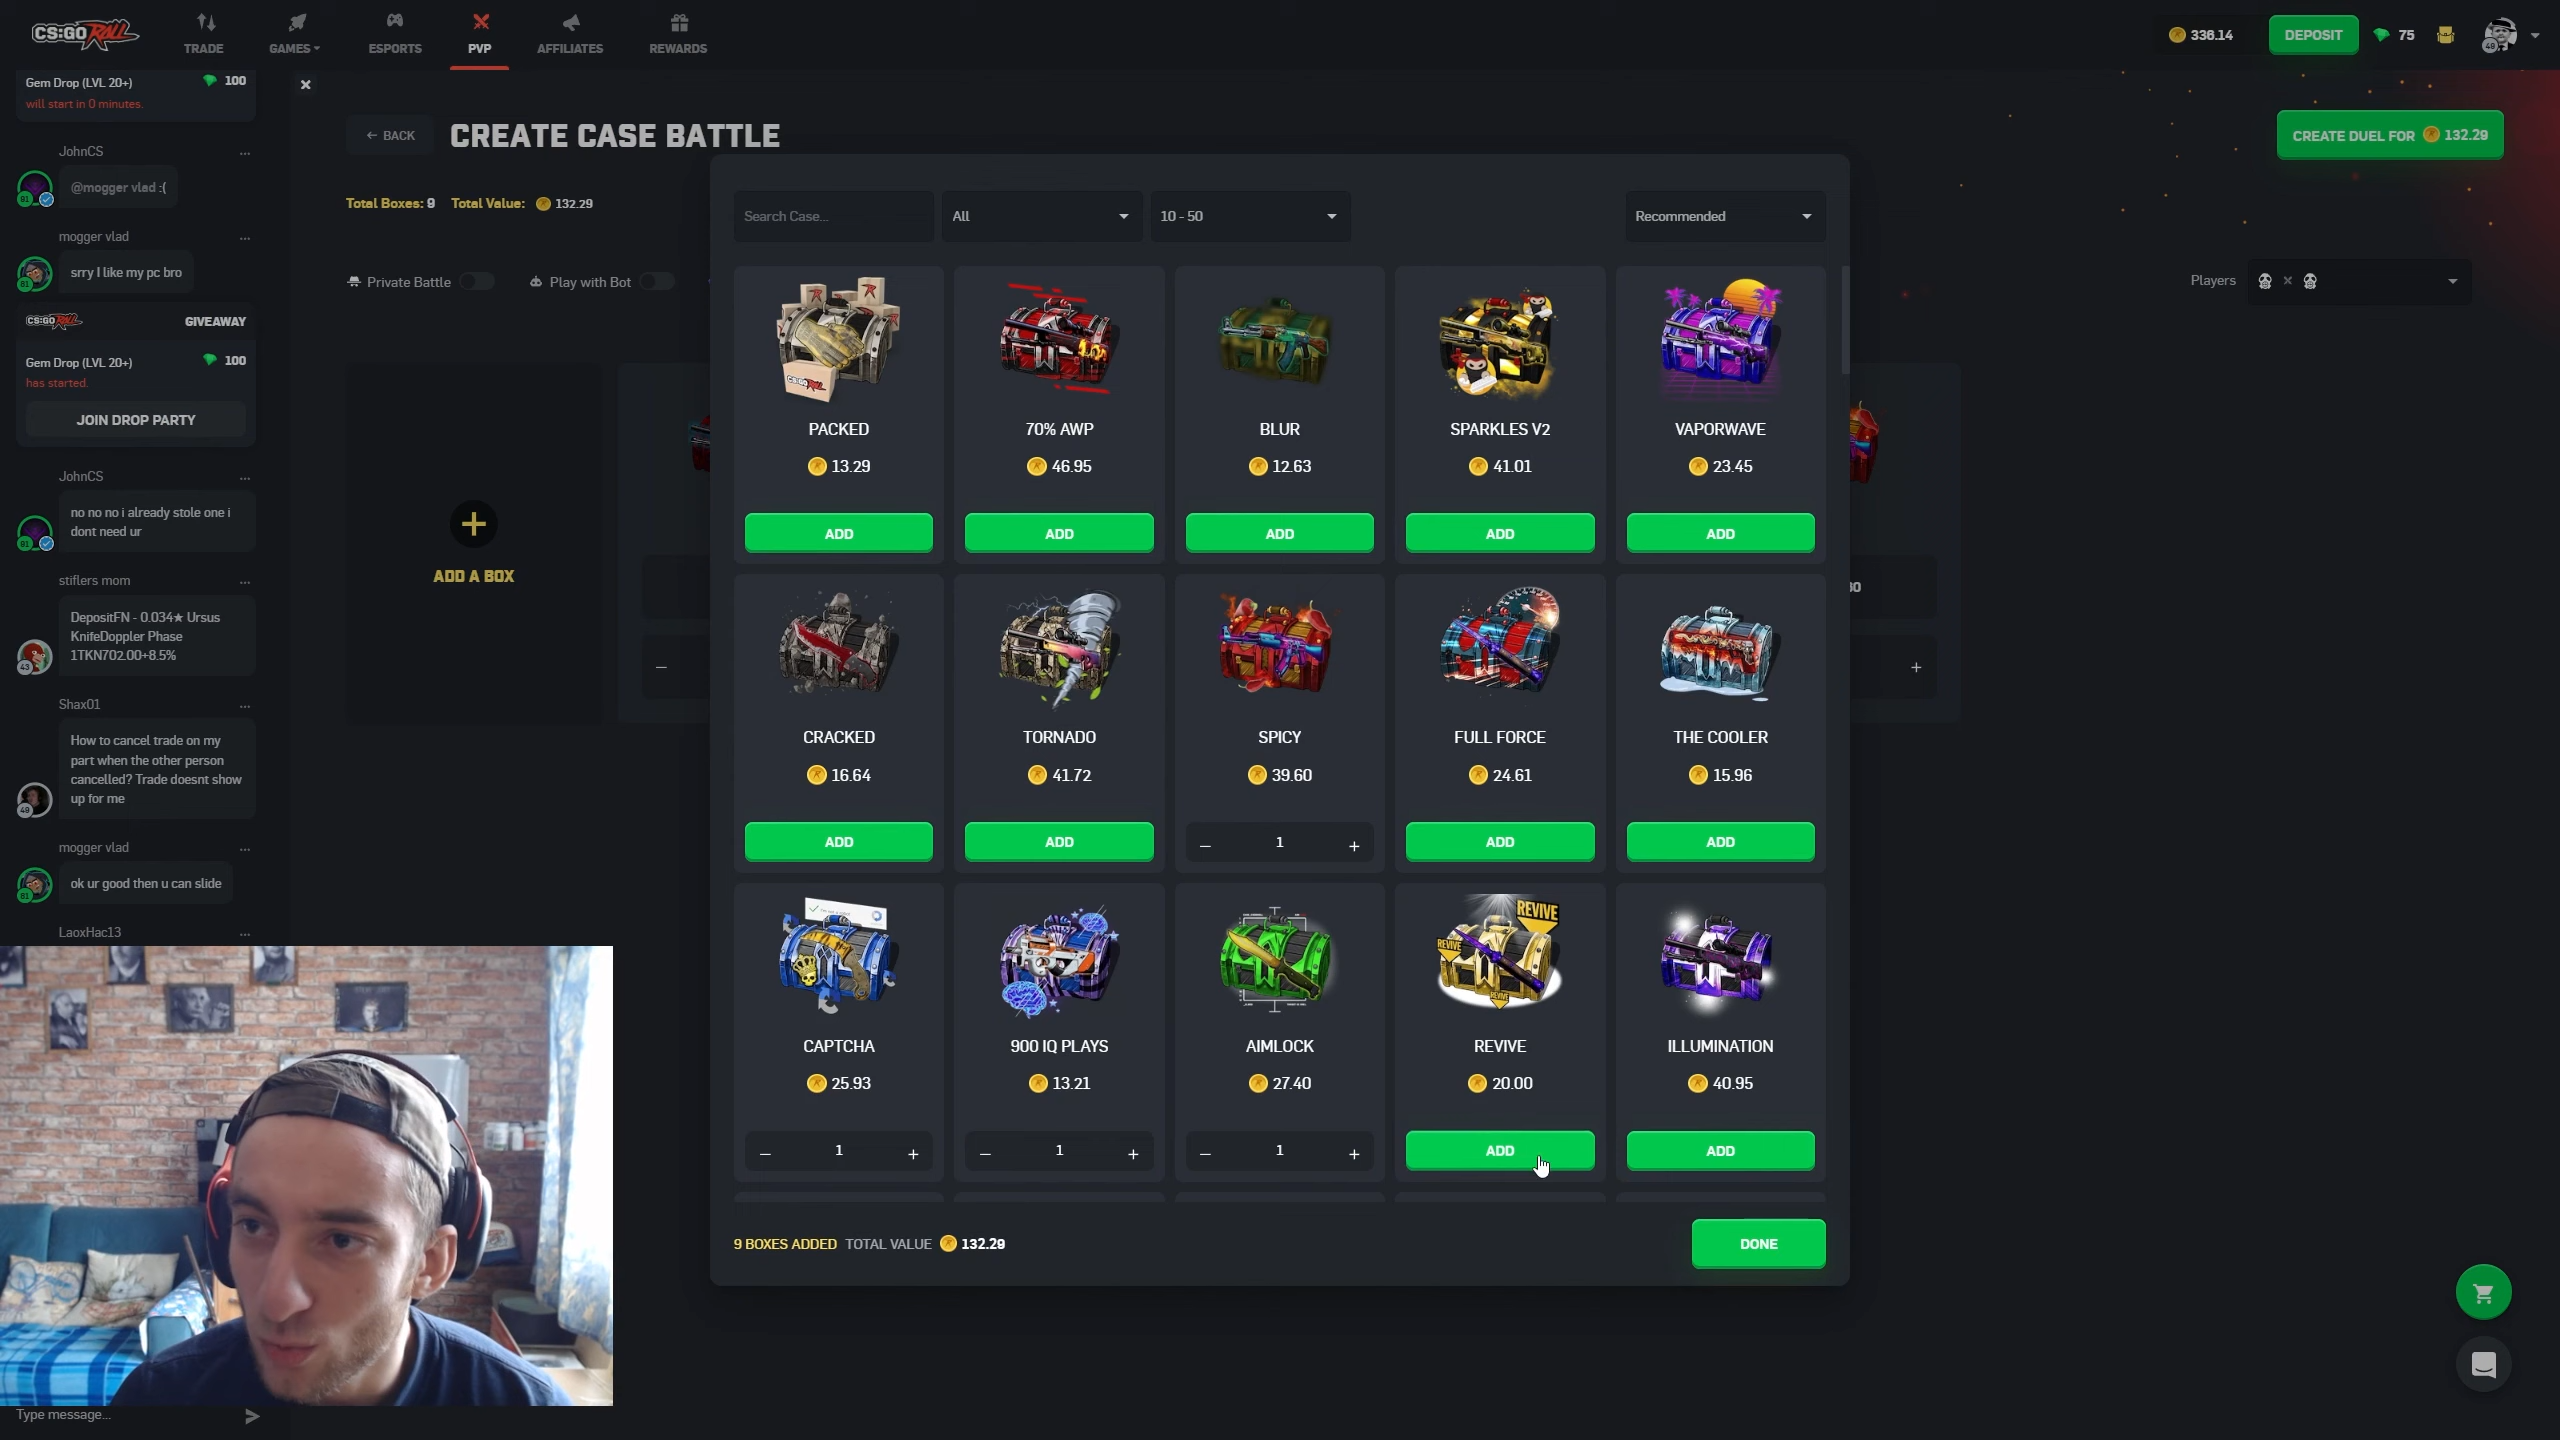 CS:GO ROLL
TRADE
GAMES
ESPORTS
PVP
AFFILIATES
REWARDS
336.14
DEPOSIT
75
49
Gem Drop (LVL 20+)
100
will start in 0 minutes.
JohnCS
@mogger vlad :(
mogger vlad
srry I like my pc bro
CS:GO ROLL
GIVEAWAY
Gem Drop (LVL 20+)
100
has started.
JOIN DROP PARTY
JohnCS
no no no i already stole one i
dont need ur
stiflers mom
DepositFN - 0.034★ Ursus
KnifeDoppler Phase
1TKN702.00+8.5%
43
Shax01
How to cancel trade on my
part when the other person
cancelled? Trade doesnt show
up for me
49
mogger vlad
ok ur good then u can slide
LaoxHac13
Type message...
← BACK
CREATE CASE BATTLE
CREATE DUEL FOR 132.29
Total Boxes: 9 Total Value: 132.29
Private Battle
Play with Bot
Players
ADD A BOX
Search Case...
All
10 - 50
Recommended
PACKED
13.29
ADD
70% AWP
46.95
ADD
BLUR
12.63
ADD
SPARKLES V2
41.01
ADD
VAPORWAVE
23.45
ADD
CRACKED
16.64
ADD
TORNADO
41.72
ADD
SPICY
39.60
– 1 +
FULL FORCE
24.61
ADD
THE COOLER
15.96
ADD
CAPTCHA
25.93
– 1 +
900 IQ PLAYS
13.21
– 1 +
AIMLOCK
27.40
– 1 +
REVIVE
REVIVE
REVIVE
REVIVE
20.00
ADD
ILLUMINATION
40.95
ADD
9 BOXES ADDED TOTAL VALUE 132.29
DONE